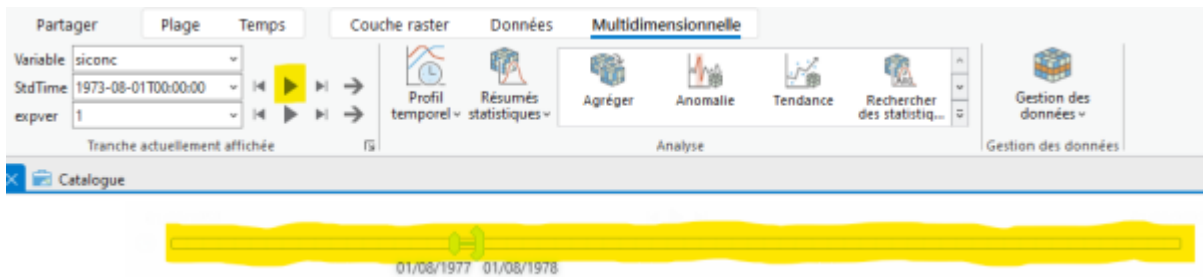 Partager Plage Temps Couche raster Données Multidimensionnelle
Variable siconc
StdTime 1973-08-01T00:00:00
expver 1
Profil temporel
Résumés statistiques
Agréger
Anomalie
Tendance
Rechercher des statistiq...
Gestion des données
Tranche actuellement affichée Analyse Gestion des données
Catalogue
01/08/1977 01/08/1978